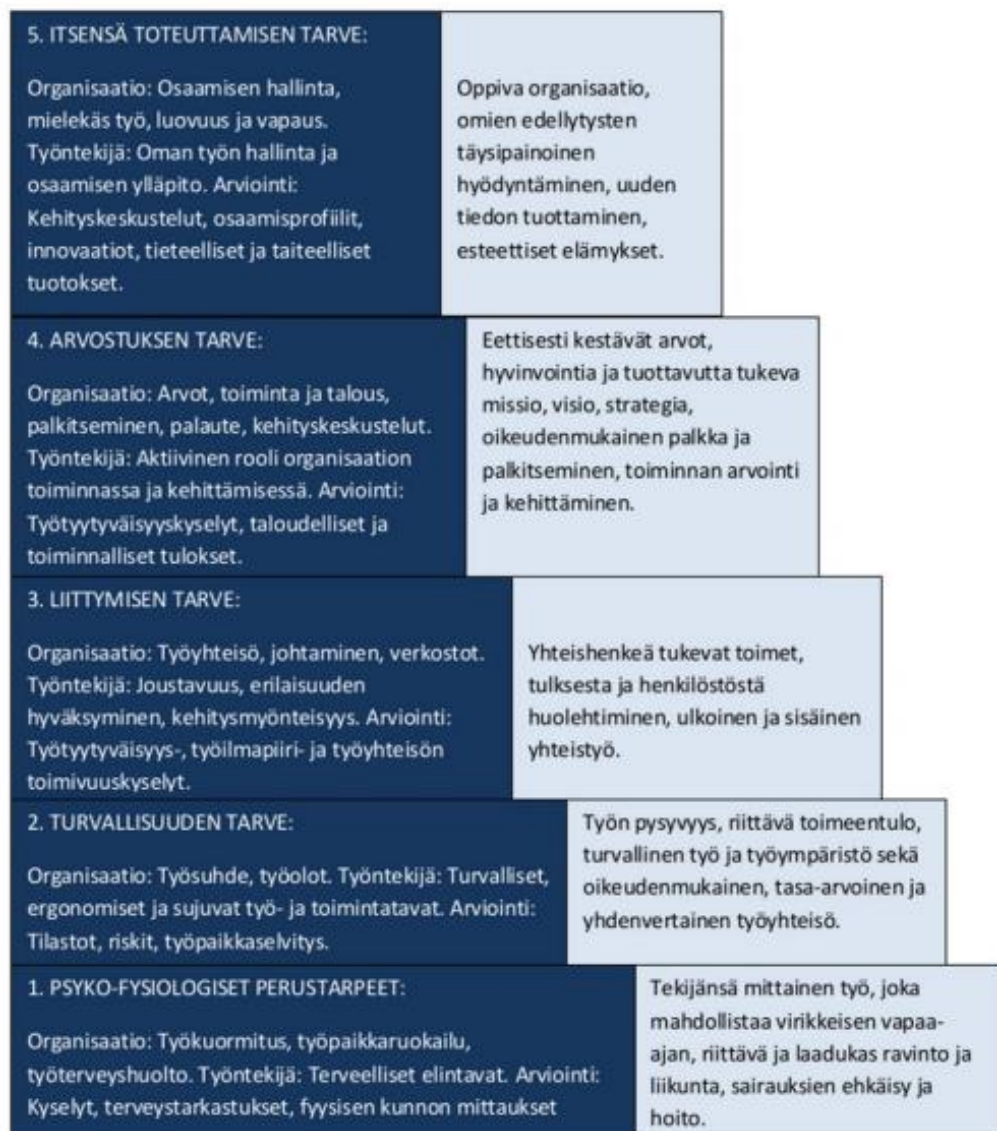 5. ITSENSÄ TOTEUTTAMISEN TARVE:
Organisaatio: Osaamisen hallinta,
mielekäs työ, luovuus ja vapaus.
Työntekijä: Oman työn hallinta ja
osaamisen ylläpito. Arviointi:
Kehityskeskustelut, osaamisprofiilit,
innovaatiot, tieteelliset ja taiteelliset
tuotokset.
Oppiva organisaatio,
omien edellytysten
täysipainoinen
hyödyntäminen, uuden
tiedon tuottaminen,
esteettiset elämykset.
4. ARVOSTUKSEN TARVE:
Organisaatio: Arvot, toiminta ja talous,
palkitseminen, palaute, kehityskeskustelut.
Työntekijä: Aktiivinen rooli organisaation
toiminnassa ja kehittämisessä. Arviointi:
Työtyytyväisyyskyselyt, taloudelliset ja
toiminnalliset tulokset.
Eettisesti kestävät arvot,
hyvinvointia ja tuottavutta tukeva
missio, visio, strategia,
oikeudenmukainen palkka ja
palkitseminen, toiminnan arvointi
ja kehittäminen.
3. LIITTYMISEN TARVE:
Organisaatio: Työyhteisö, johtaminen, verkostot.
Työntekijä: Joustavuus, erilaisuuden
hyväksyminen, kehitysmyönteisyys. Arviointi:
Työtyytyväisyys-, työilmapiiri- ja työyhteisön
toimivuuskyselyt.
Yhteishenkeä tukevat toimet,
tulksesta ja henkilöstöstä
huolehtiminen, ulkoinen ja sisäinen
yhteistyö.
2. TURVALLISUUDEN TARVE:
Organisaatio: Työsuhde, työolot. Työntekijä: Turvalliset,
ergonomiset ja sujuvat työ- ja toimintatavat. Arviointi:
Tilastot, riskit, työpaikkaselvitys.
Työn pysyvyys, riittävä toimeentulo,
turvallinen työ ja työympäristö sekä
oikeudenmukainen, tasa-arvoinen ja
yhdenvertainen työyhteisö.
1. PSYKO-FYSIOLOGISET PERUSTARPEET:
Organisaatio: Työkuormitus, työpaikkaruokailu,
työterveyshuolto. Työntekijä: Terveelliset elintavat. Arviointi:
Kyselyt, terveystarkastukset, fyysisen kunnon mittaukset
Tekijänsä mittainen työ, joka
mahdollistaa virikkeisen vapaa-
ajan, riittävä ja laadukas ravinto ja
liikunta, sairauksien ehkäisy ja
hoito.